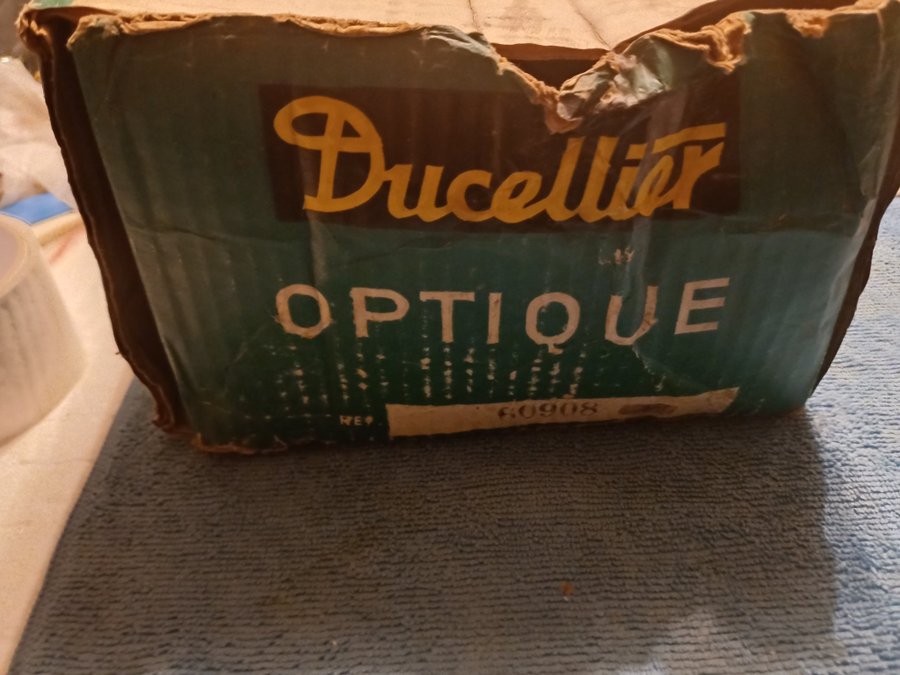 Ducellier
OPTIQUE
REF 60908